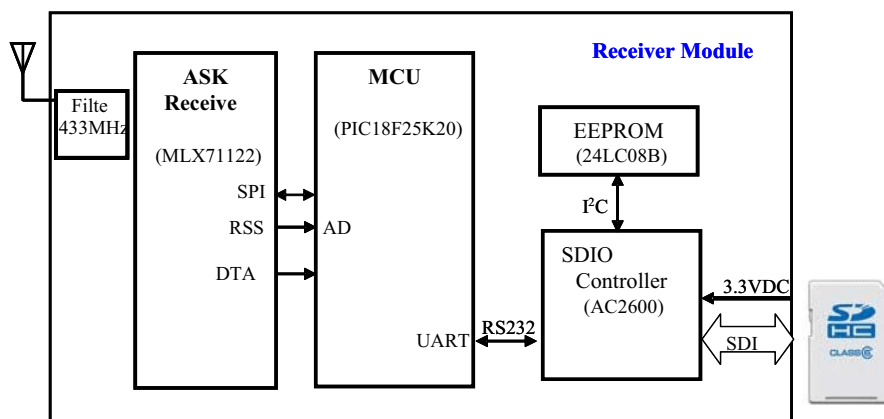 Receiver Module
Filte
433MHz
ASK
Receive
(MLX71122)
SPI
RSS
DTA
MCU
(PIC18F25K20)
AD
UART
RS232
EEPROM
(24LC08B)
I²C
SDIO
Controller
(AC2600)
3.3VDC
SDI
SD
HC
CLASS 6